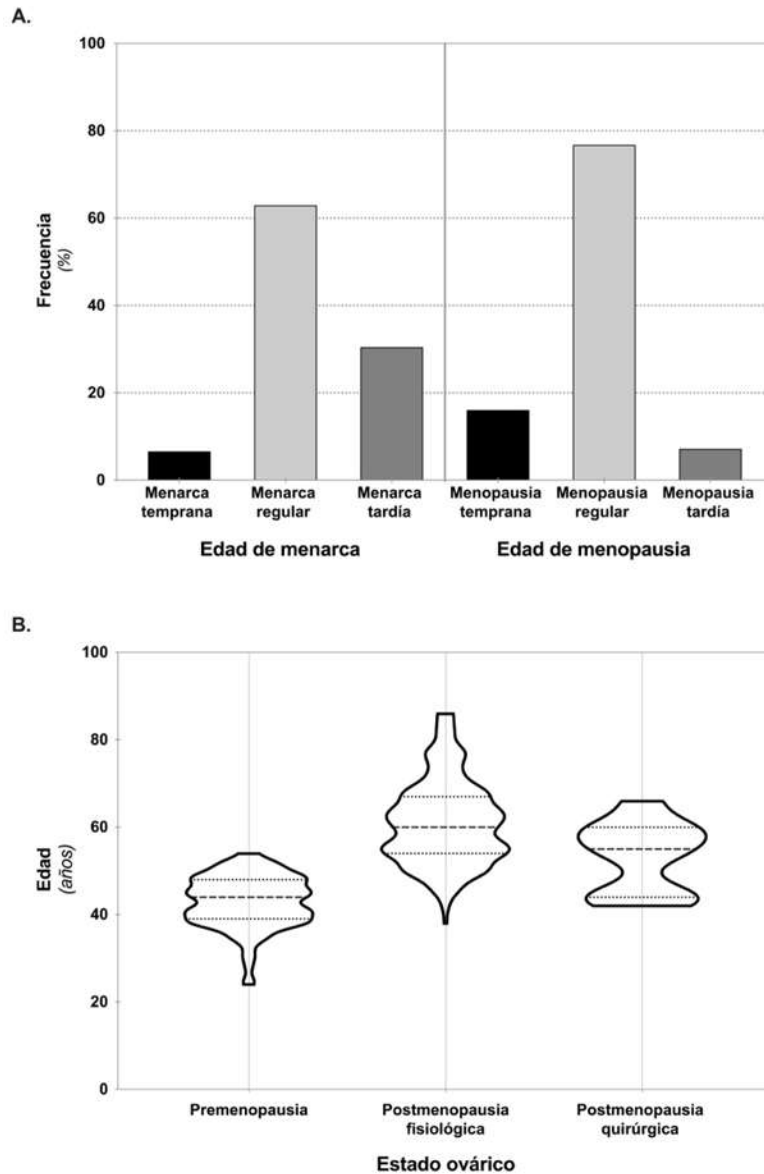 A.
100
80
60
40
20
0
Frecuencia
(%)
Menarca
temprana
Menarca
regular
Menarca
tardía
Menopausia
temprana
Menopausia
regular
Menopausia
tardía
Edad de menarca
Edad de menopausia
B.
100
80
60
40
20
0
Edad
(años)
Premenopausia
Postmenopausia
fisiológica
Postmenopausia
quirúrgica
Estado ovárico